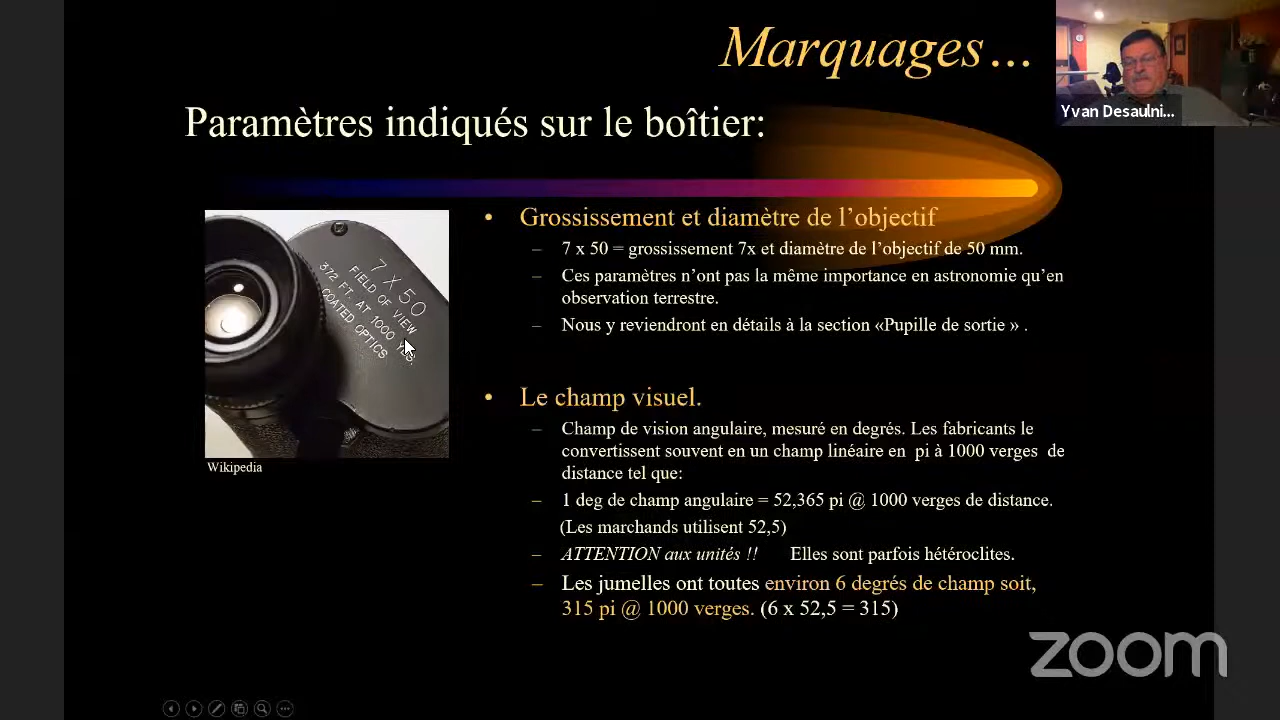 Marquages…
Yvan Desaulni...
Paramètres indiqués sur le boîtier:
7 X 50
FIELD OF VIEW
372 FT. AT 1000 YDS.
COATED OPTICS
Wikipedia
• Grossissement et diamètre de l’objectif
– 7 x 50 = grossissement 7x et diamètre de l’objectif de 50 mm.
– Ces paramètres n’ont pas la même importance en astronomie qu’en
observation terrestre.
– Nous y reviendront en détails à la section «Pupille de sortie » .
• Le champ visuel.
– Champ de vision angulaire, mesuré en degrés. Les fabricants le
convertissent souvent en un champ linéaire en pi à 1000 verges de
distance tel que:
– 1 deg de champ angulaire = 52,365 pi @ 1000 verges de distance.
(Les marchands utilisent 52,5)
– ATTENTION aux unités !! Elles sont parfois hétéroclites.
– Les jumelles ont toutes environ 6 degrés de champ soit,
315 pi @ 1000 verges. (6 x 52,5 = 315)
zoom